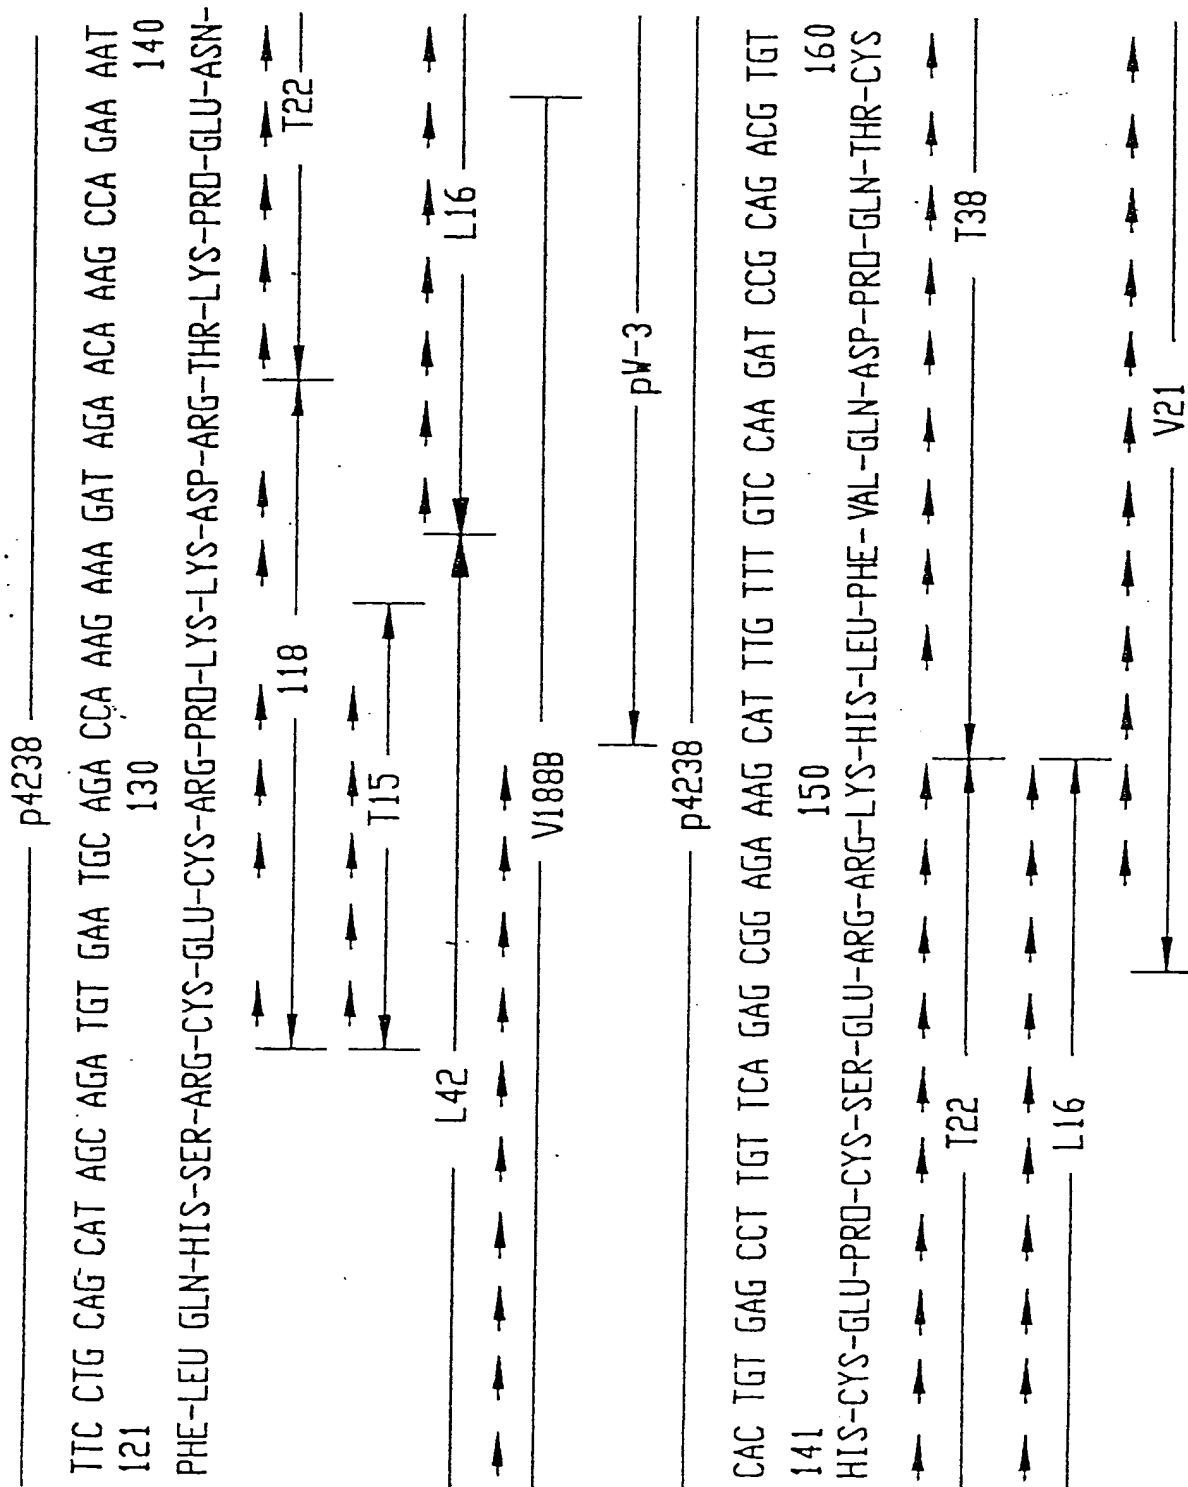 p4238
TTC CTG CAG CAT AGC AGA TGT GAA TGC AGA CCA AAG AAA GAT AGA ACA AAG CCA GAA AAT
121 130 140
PHE-LEU GLN-HIS-SER-ARG-CYS-GLU-CYS-ARG-PRO-LYS-LYS-ASP-ARG-THR-LYS-PRO-GLU-ASN-
118 T22
T15
L42 L16
V188B
pW-3
p4238
CAC TGT GAG CCT TGT TCA GAG CGG AGA AAG CAT TTG TTT GTC CAA GAT CCG CAG ACG TGT
141 150 160
HIS-CYS-GLU-PRO-CYS-SER-GLU-ARG-ARG-LYS-HIS-LEU-PHE-VAL-GLN-ASP-PRO-GLN-THR-CYS
T22 T38
L16
V21